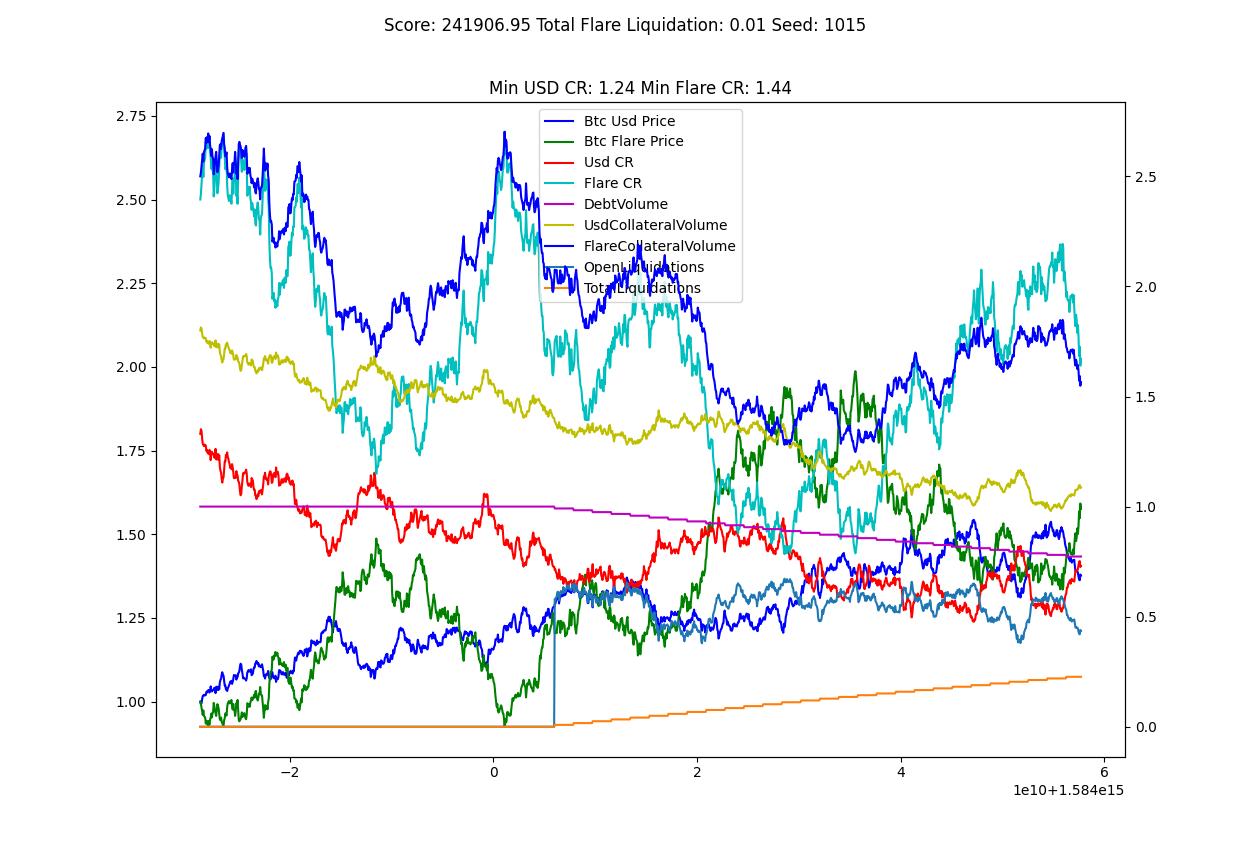 Score: 241906.95 Total Flare Liquidation: 0.01 Seed: 1015
Min USD CR: 1.24 Min Flare CR: 1.44
2.75
2.50
2.25
2.00
1.75
1.50
1.25
1.00
Btc Usd Price
Btc Flare Price
Usd CR
Flare CR
DebtVolume
UsdCollateralVolume
FlareCollateralVolume
OpenLiquidations
TotalLiquidations
2.5
2.0
1.5
1.0
0.5
0.0
−2
0
2
4
6
1e10+1.584e15